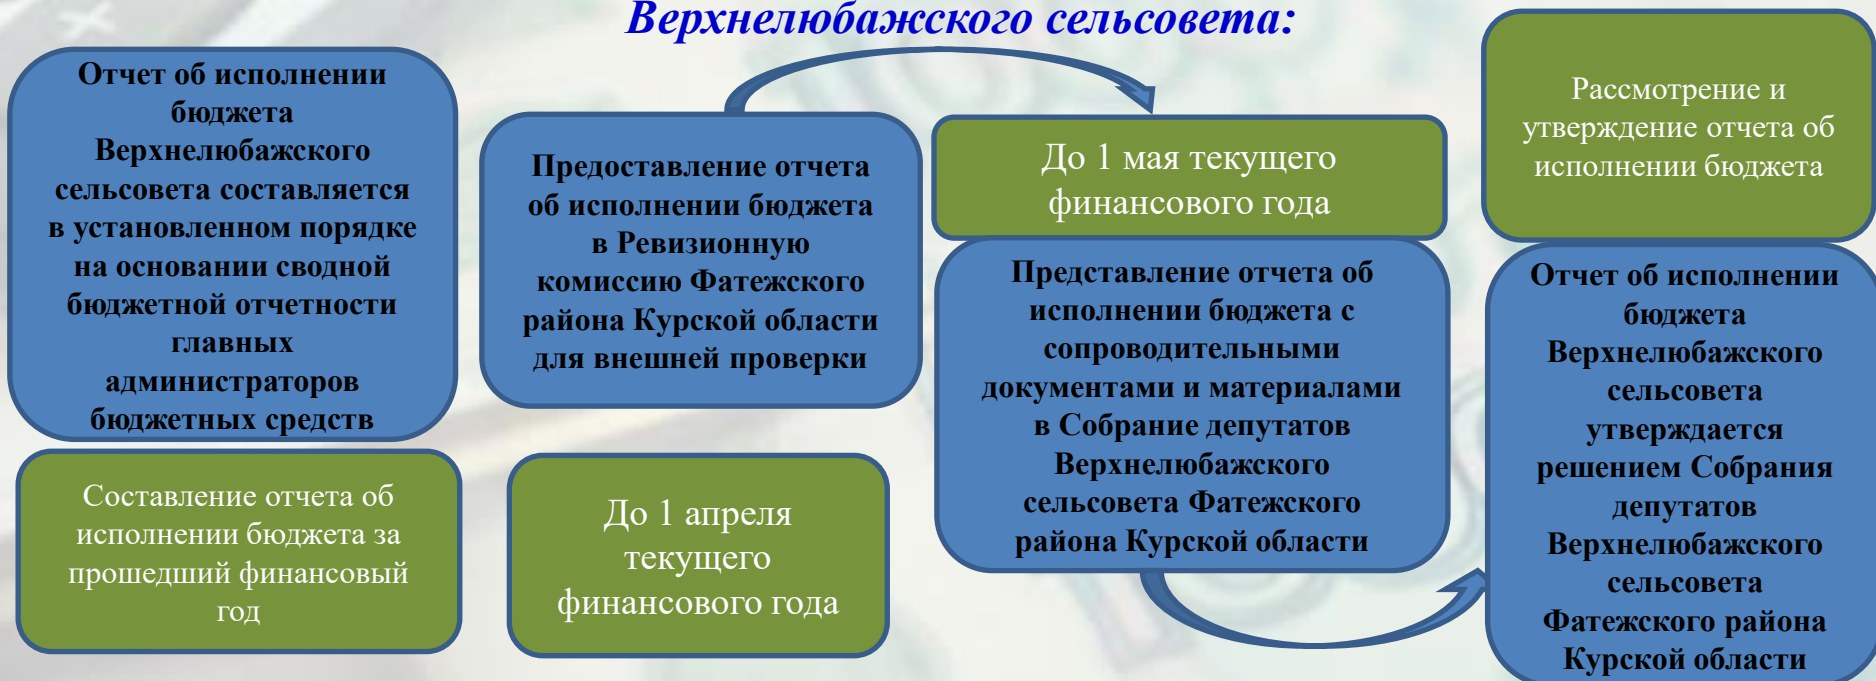 Верхнелюбажского сельсовета:
Отчет об исполнении
бюджета
Верхнелюбажского
сельсовета составляется
в установленном порядке
на основании сводной
бюджетной отчетности
главных
администраторов
бюджетных средств
Составление отчета об
исполнении бюджета за
прошедший финансовый
год
Предоставление отчета
об исполнении бюджета
в Ревизионную
комиссию Фатежского
района Курской области
для внешней проверки
До 1 апреля
текущего
финансового года
До 1 мая текущего
финансового года
Представление отчета об
исполнении бюджета с
сопроводительными
документами и материалами
в Собрание депутатов
Верхнелюбажского
сельсовета Фатежского
района Курской области
Рассмотрение и
утверждение отчета об
исполнении бюджета
Отчет об исполнении
бюджета
Верхнелюбажского
сельсовета
утверждается
решением Собрания
депутатов
Верхнелюбажского
сельсовета
Фатежского района
Курской области